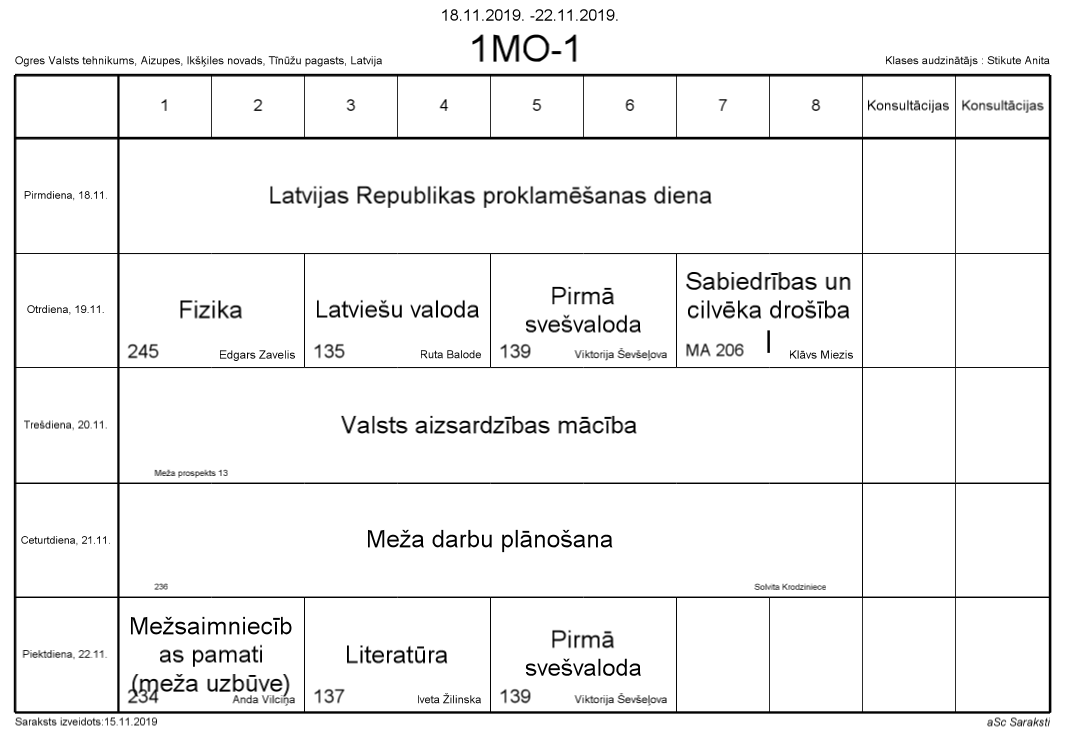 18.11.2019. -22.11.2019.
1MO-1
Ogres Valsts tehnikums, Aizupes, Ikšķiles novads, Tīnūžu pagasts, Latvija
Klases audzinātājs : Stikute Anita
1 2 3 4 5 6 7 8 Konsultācijas Konsultācijas
Pirmdiena, 18.11.
Latvijas Republikas proklamēšanas diena
Otrdiena, 19.11.
Fizika
245 Edgars Zavelis
Latviešu valoda
135 Ruta Balode
Pirmā
svešvaloda
139 Viktorija Ševšeļova
Sabiedrības un
cilvēka drošība
MA 206 Klāvs Miezis
Trešdiena, 20.11.
Valsts aizsardzības mācība
Meža prospekts 13
Ceturtdiena, 21.11.
Meža darbu plānošana
236 Solvita Krodziniece
Piektdiena, 22.11.
Mežsaimniecīb
as pamati
(meža uzbūve)
234 Anda Vilciņa
Literatūra
137 Iveta Žilinska
Pirmā
svešvaloda
139 Viktorija Ševšeļova
Saraksts izveidots:15.11.2019
aSc Saraksti